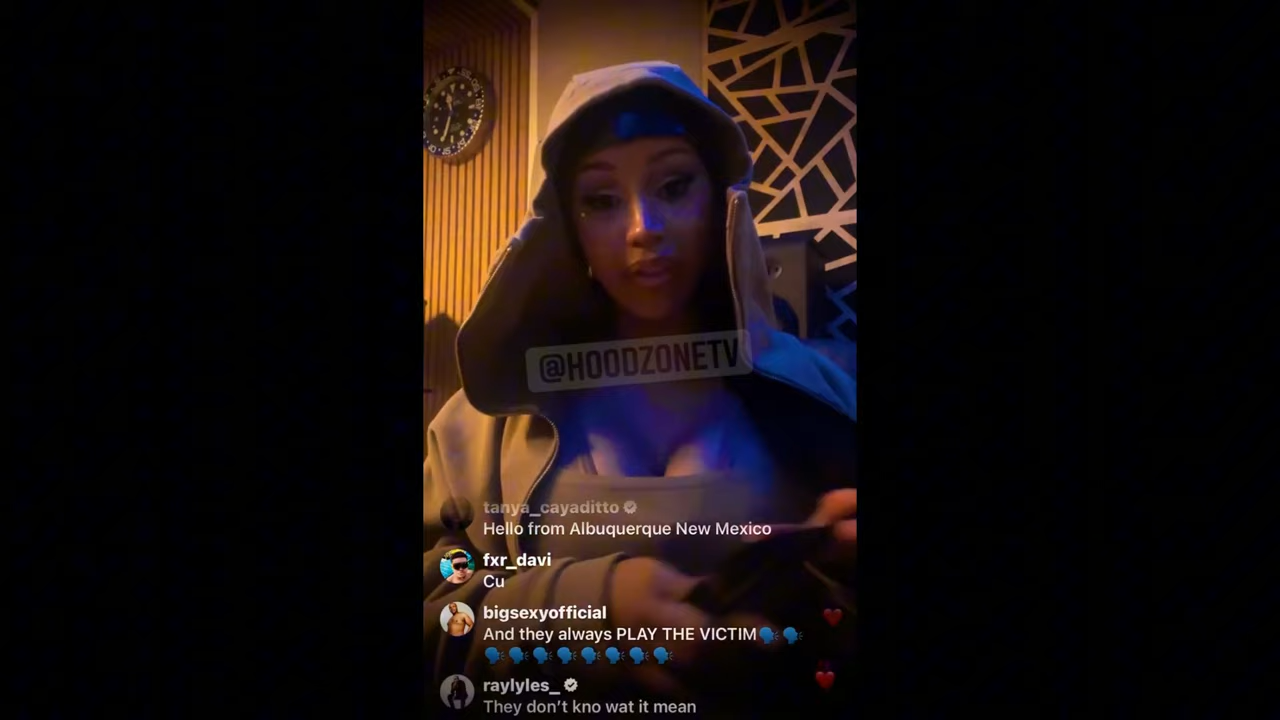 @HOODZONETV
tanya_cayaditto
Hello from Albuquerque New Mexico
fxr_davi
Cu
bigsexyofficial
And they always PLAY THE VICTIM🗣️🗣️
🗣️🗣️🗣️🗣️🗣️🗣️🗣️🗣️
raylyles_
They don't kno wat it mean